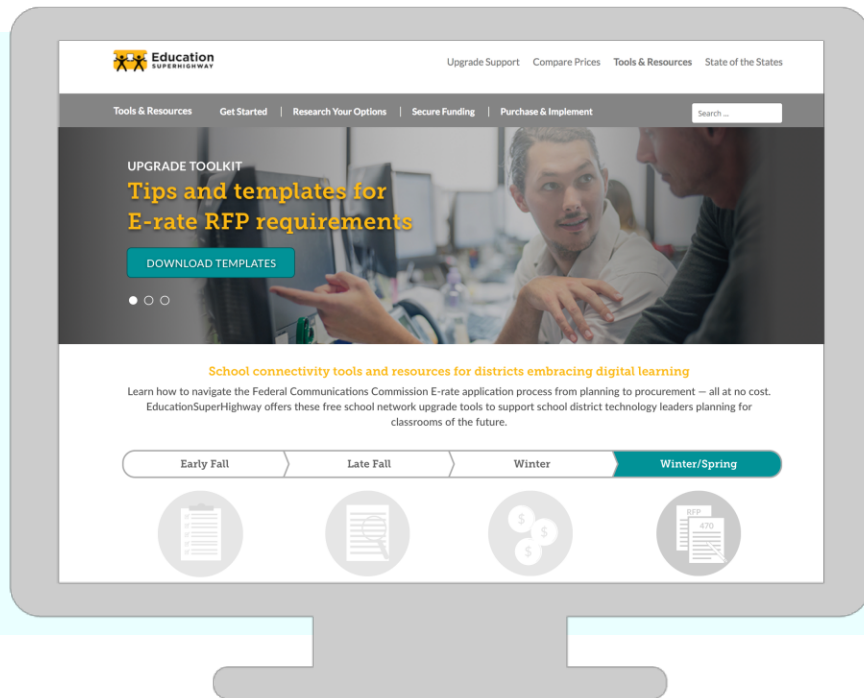 Education
SUPERHIGHWAY
Upgrade Support Compare Prices Tools & Resources State of the States
Tools & Resources Get Started | Research Your Options | Secure Funding | Purchase & Implement Search ...
UPGRADE TOOLKIT
Tips and templates for
E-rate RFP requirements
DOWNLOAD TEMPLATES
School connectivity tools and resources for districts embracing digital learning
Learn how to navigate the Federal Communications Commission E-rate application process from planning to procurement — all at no cost.
EducationSuperHighway offers these free school network upgrade tools to support school district technology leaders planning for
classrooms of the future.
Early Fall Late Fall Winter Winter/Spring
$ $ $
RFP
470